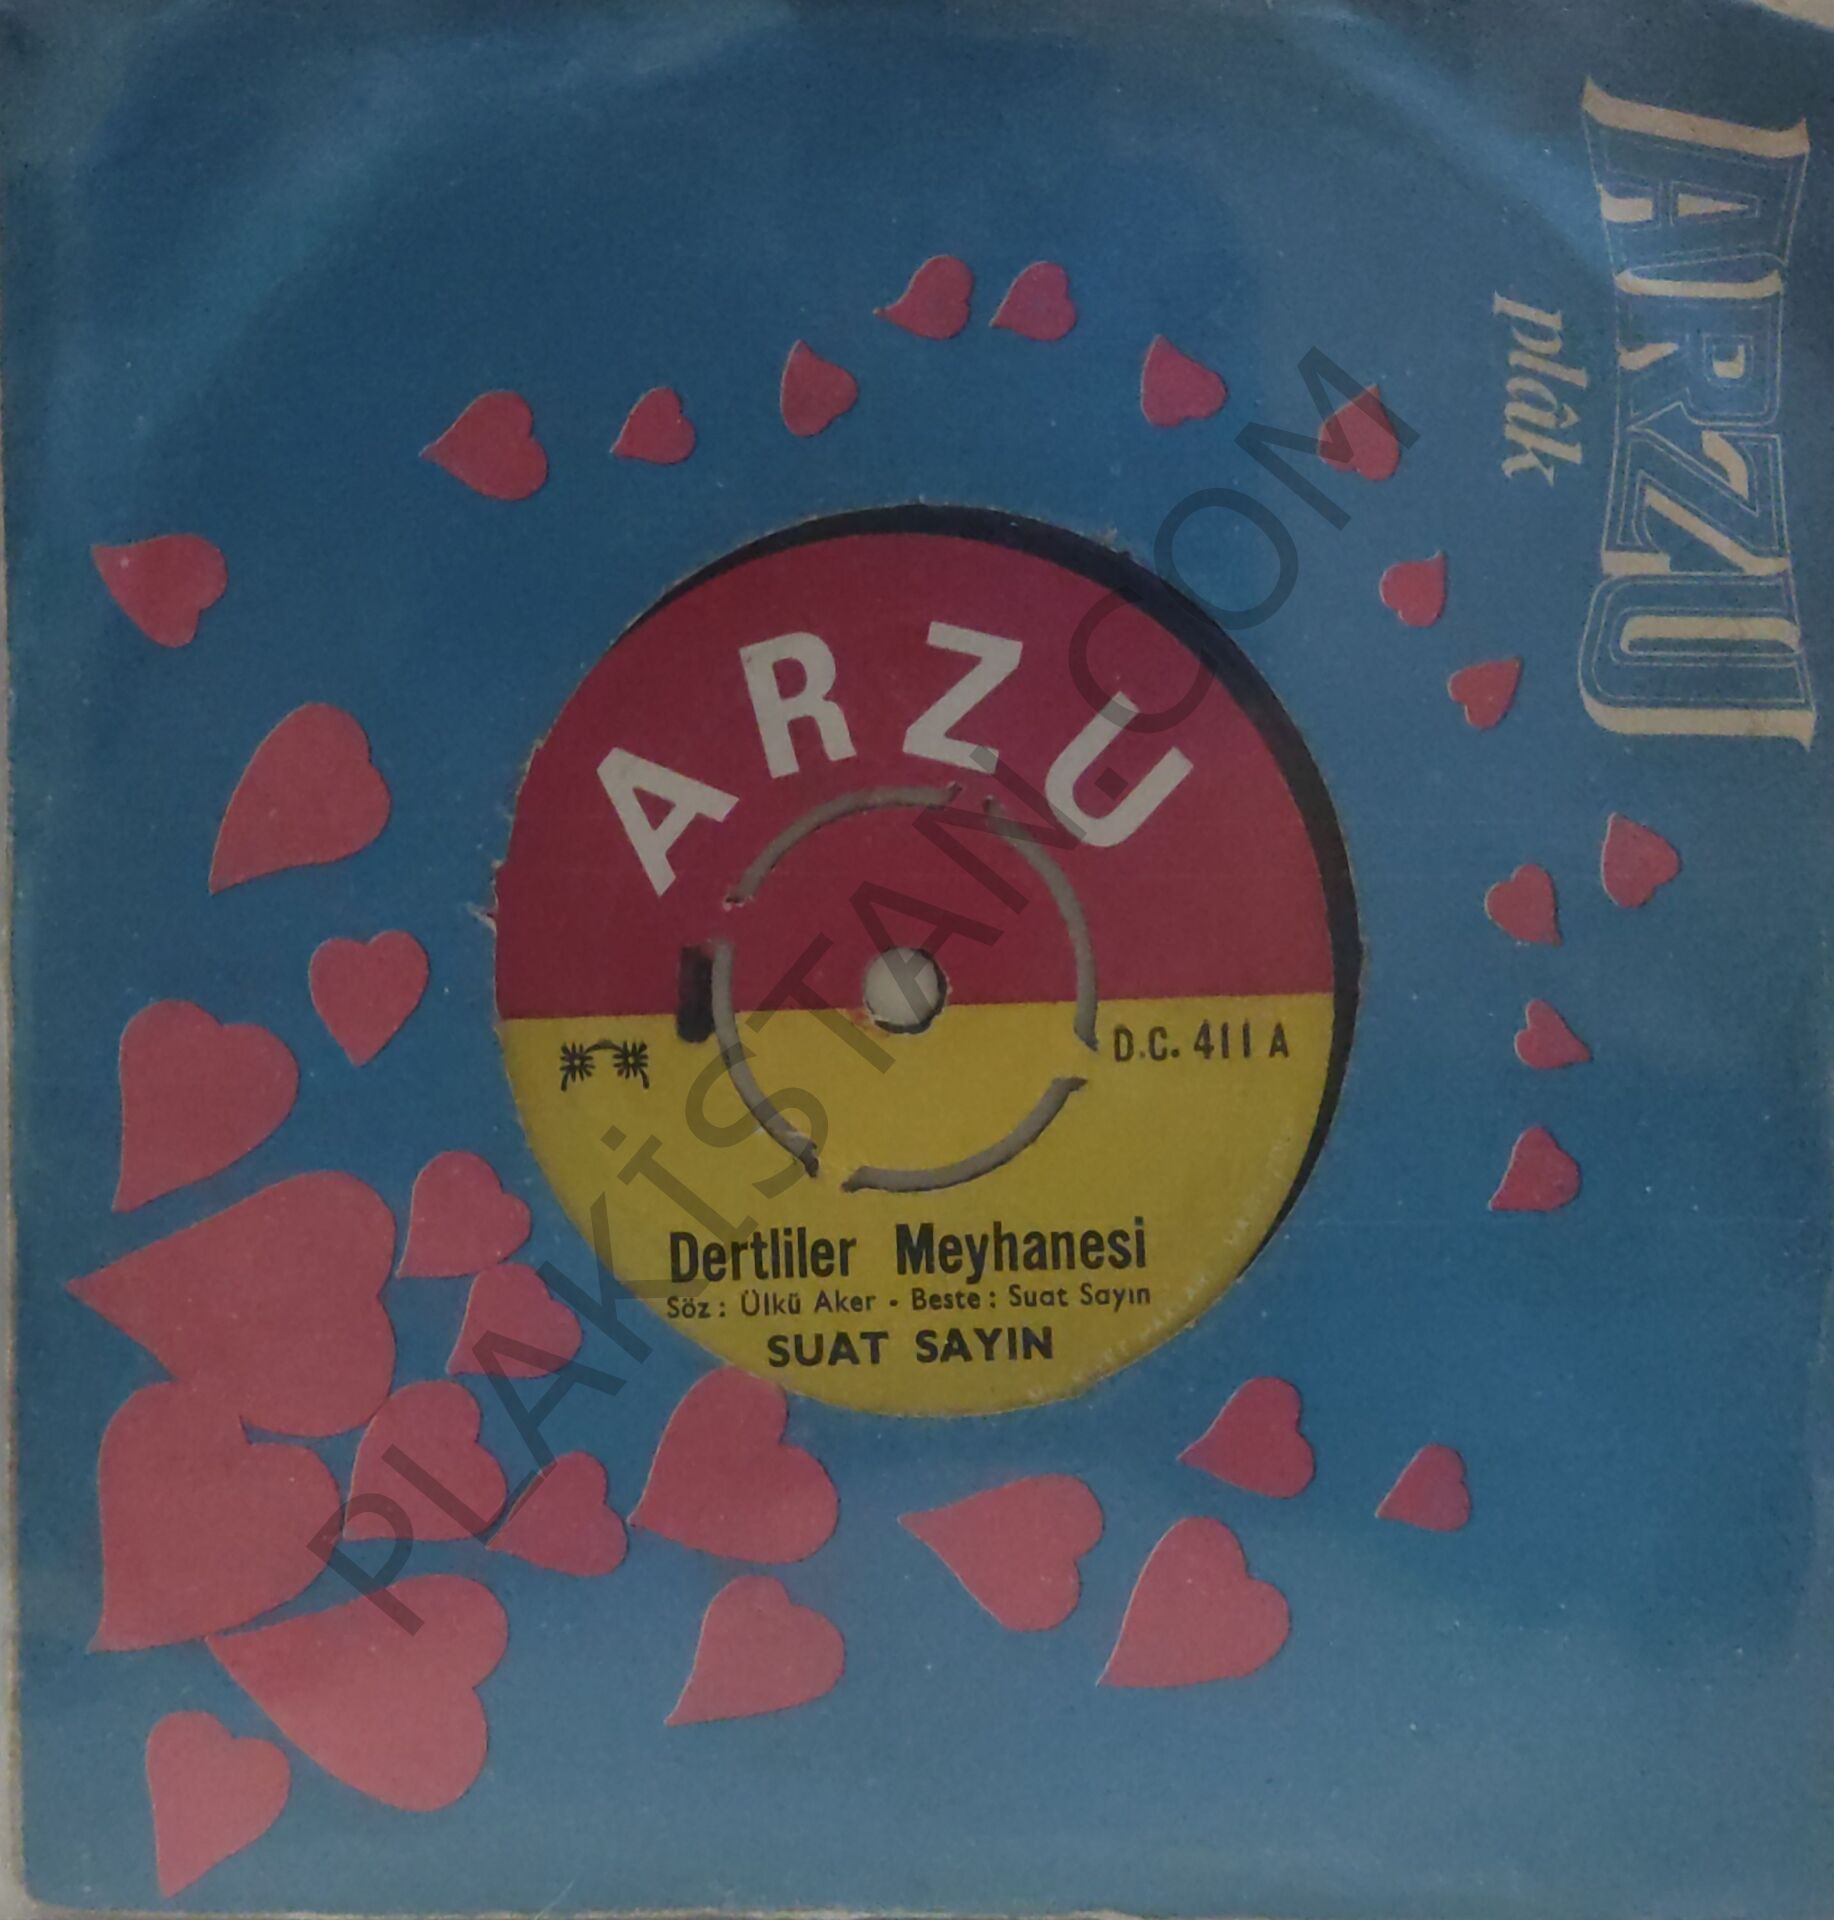 ARZU
plâk
ARZU
D.C. 411 A
Dertliler Meyhanesi
Söz : Ülkü Aker - Beste : Suat Sayın
SUAT SAYIN
PLAKİSTAN.COM